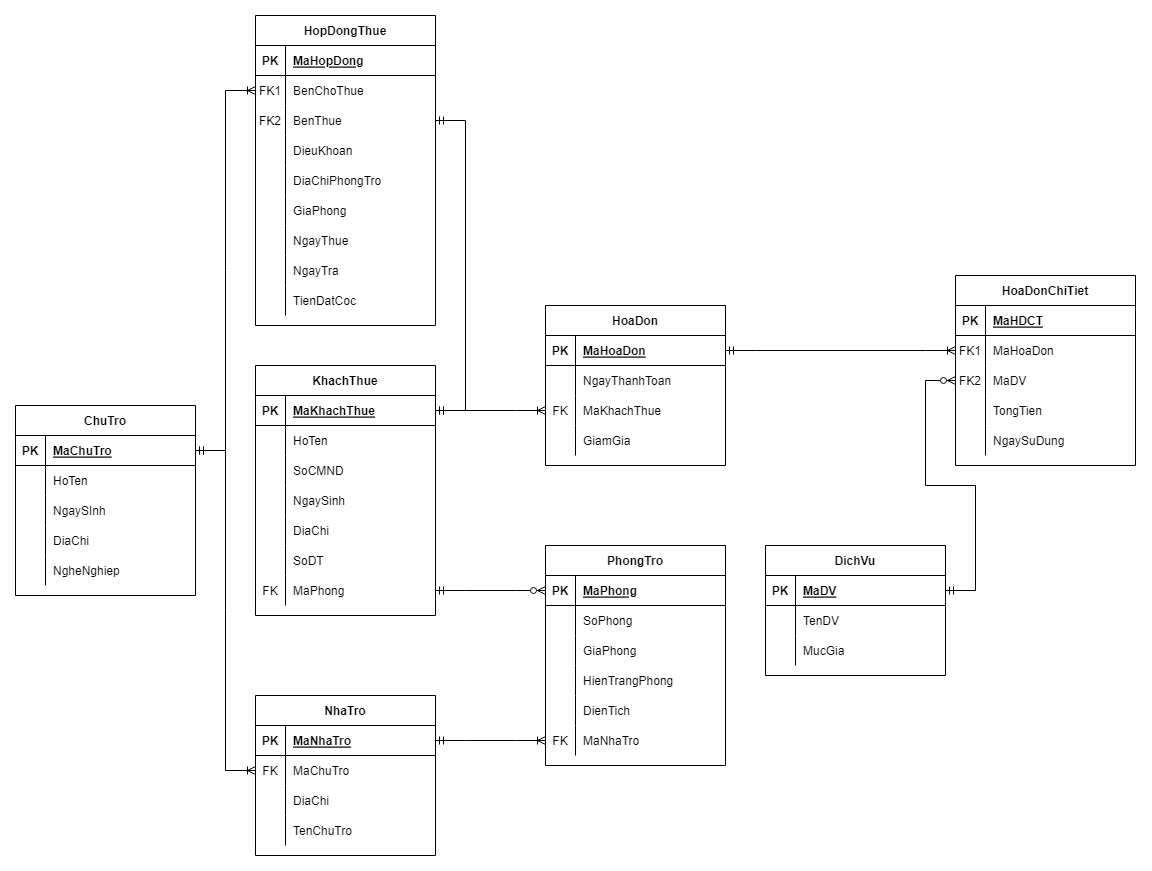 HopDongThue
PK MaHopDong
FK1 BenChoThue
FK2 BenThue
DieuKhoan
DiaChiPhongTro
GiaPhong
NgayThue
NgayTra
TienDatCoc
KhachThue
PK MaKhachThue
HoTen
SoCMND
NgaySinh
DiaChi
SoDT
FK MaPhong
ChuTro
PK MaChuTro
HoTen
NgaySInh
DiaChi
NgheNghiep
NhaTro
PK MaNhaTro
FK MaChuTro
DiaChi
TenChuTro
HoaDon
PK MaHoaDon
NgayThanhToan
FK MaKhachThue
GiamGia
PhongTro
PK MaPhong
SoPhong
GiaPhong
HienTrangPhong
DienTich
FK MaNhaTro
HoaDonChiTiet
PK MaHDCT
FK1 MaHoaDon
FK2 MaDV
TongTien
NgaySuDung
DichVu
PK MaDV
TenDV
MucGia